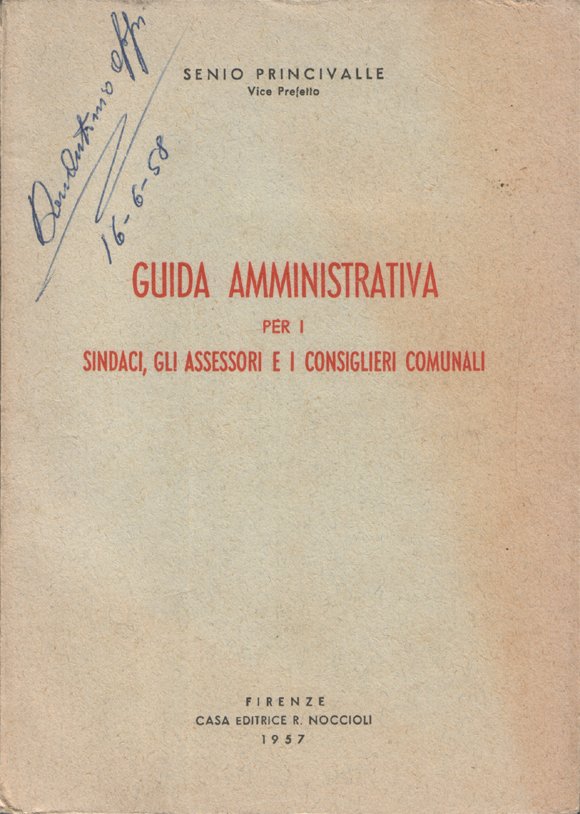 16-6-58
SENIO PRINCIVALLE
Vice Prefetto
GUIDA AMMINISTRATIVA
PER I
SINDACI, GLI ASSESSORI E I CONSIGLIERI COMUNALI
FIRENZE
CASA EDITRICE R. NOCCIOLI
1957